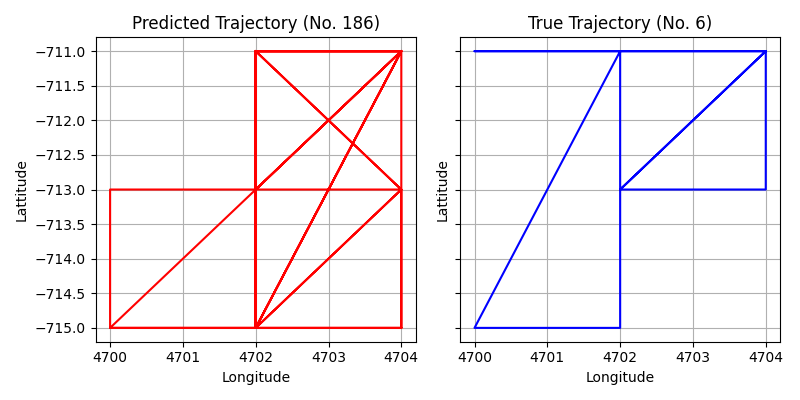 Predicted Trajectory (No. 186)
True Trajectory (No. 6)
−711.0
−711.5
−712.0
−712.5
−713.0
−713.5
−714.0
−714.5
−715.0
Lattitude
Lattitude
4700 4701 4702 4703 4704
4700 4701 4702 4703 4704
Longitude
Longitude